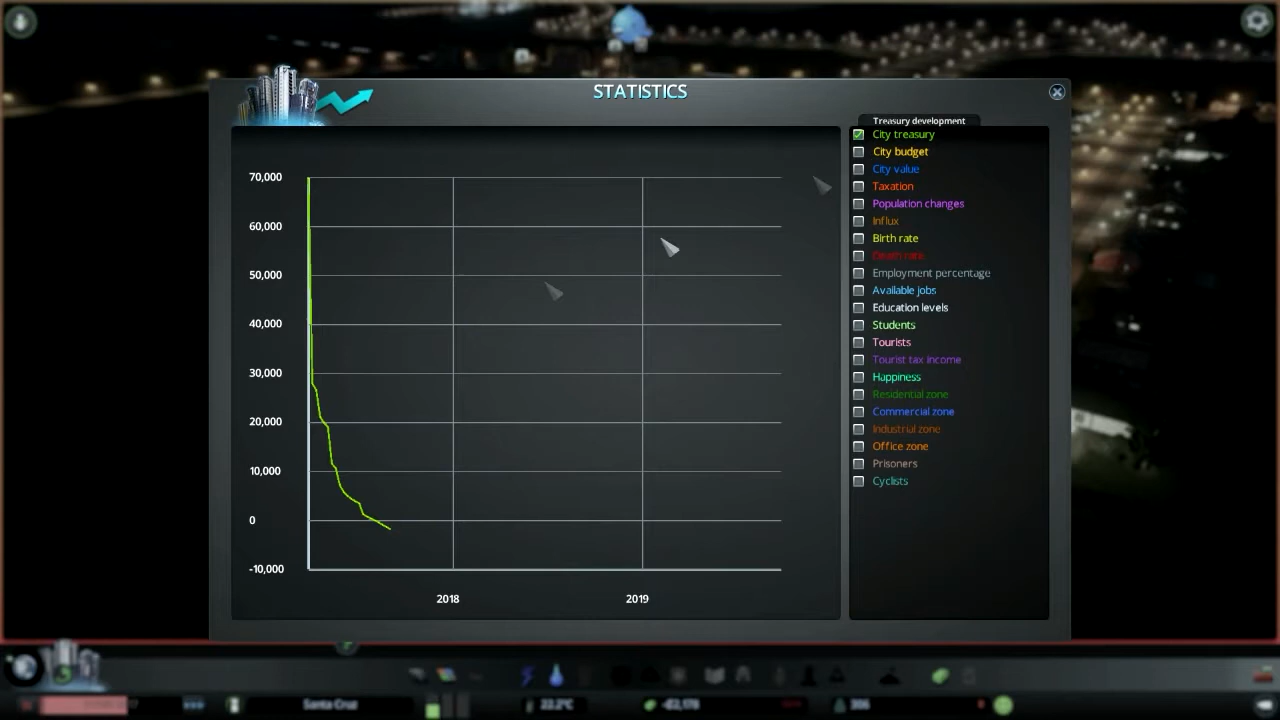 STATISTICS
Treasury development
City treasury
City budget
City value
Taxation
Population changes
Influx
Birth rate
Death rate
Employment percentage
Available jobs
Education levels
Students
Tourists
Tourist tax income
Happiness
Residential zone
Commercial zone
Industrial zone
Office zone
Prisoners
Cyclists
70,000
60,000
50,000
40,000
30,000
20,000
10,000
0
-10,000
2018
2019
Santa Cruz
22.2°C
306